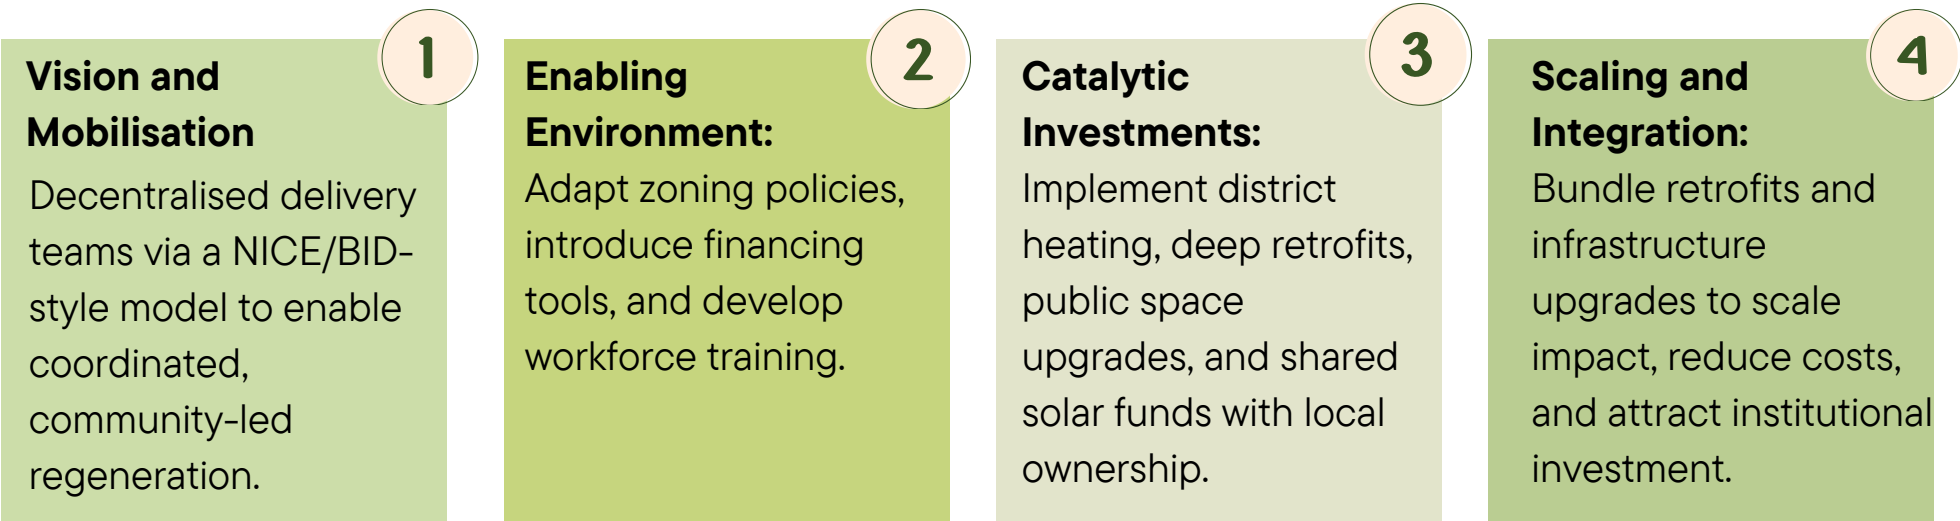 1
Vision and
Mobilisation
Decentralised delivery
teams via a NICE/BID-
style model to enable
coordinated,
community-led
regeneration.
2
Enabling
Environment:
Adapt zoning policies,
introduce financing
tools, and develop
workforce training.
3
Catalytic
Investments:
Implement district
heating, deep retrofits,
public space
upgrades, and shared
solar funds with local
ownership.
4
Scaling and
Integration:
Bundle retrofits and
infrastructure
upgrades to scale
impact, reduce costs,
and attract institutional
investment.